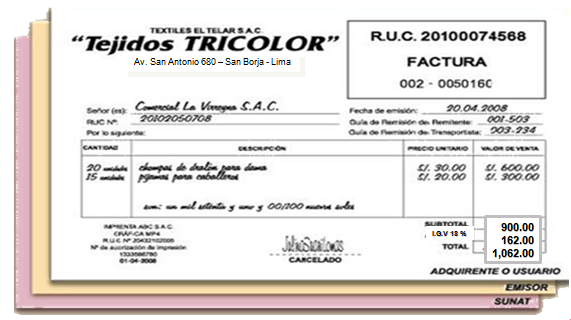 TEXTILES EL TELAR S.A.C.
"Tejidos TRICOLOR"
Av. San Antonio 680 – San Borja - Lima
R.U.C. 20100074568
FACTURA
002 - 0050160
Señor (es): Comercial La Virreyna S.A.C.
RUC Nº: 20102050708
Por lo siguiente:
Fecha de emisión: 20.04.2008
Guía de Remisión de Remitente: 001-503
Guía de Remisión de Transportista: 003-234
CANTIDAD DESCRIPCIÓN PRECIO UNITARIO VALOR DE VENTA
20 unidades chompas de dralón para dama S/. 30.00 S/. 600.00
15 unidades pijamas para caballeros S/. 20.00 S/. 300.00
son: un mil setenta y uno y 00/100 nuevos soles
IMPRENTA ABC S.A.C.
GRÁFICA MP4
R.U.C Nº 20432102008
Nº de autorización de impresión
1333588780
01-04-2008
CANCELADO
SUBTOTAL 900.00
I.G.V 18 % 162.00
TOTAL 1,062.00
ADQUIRENTE O USUARIO
EMISOR
SUNAT